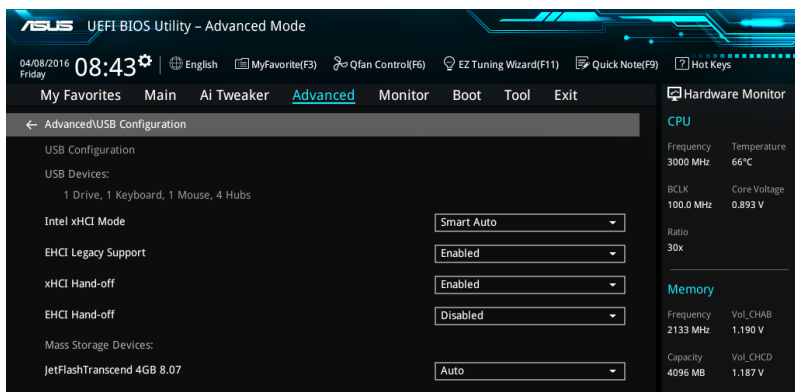 ASUS UEFI BIOS Utility – Advanced Mode
04/08/2016 Friday 08:43 English MyFavorite(F3) Qfan Control(F6) EZ Tuning Wizard(F11) Quick Note(F9) ? Hot Keys
My Favorites Main Ai Tweaker Advanced Monitor Boot Tool Exit
← Advanced\USB Configuration
USB Configuration
USB Devices:
1 Drive, 1 Keyboard, 1 Mouse, 4 Hubs
Intel xHCI Mode Smart Auto
EHCI Legacy Support Enabled
xHCI Hand-off Enabled
EHCI Hand-off Disabled
Mass Storage Devices:
JetFlashTranscend 4GB 8.07 Auto
Hardware Monitor
CPU
Frequency Temperature
3000 MHz 66°C
BCLK Core Voltage
100.0 MHz 0.893 V
Ratio
30x
Memory
Frequency Vol_CHAB
2133 MHz 1.190 V
Capacity Vol_CHCD
4096 MB 1.187 V